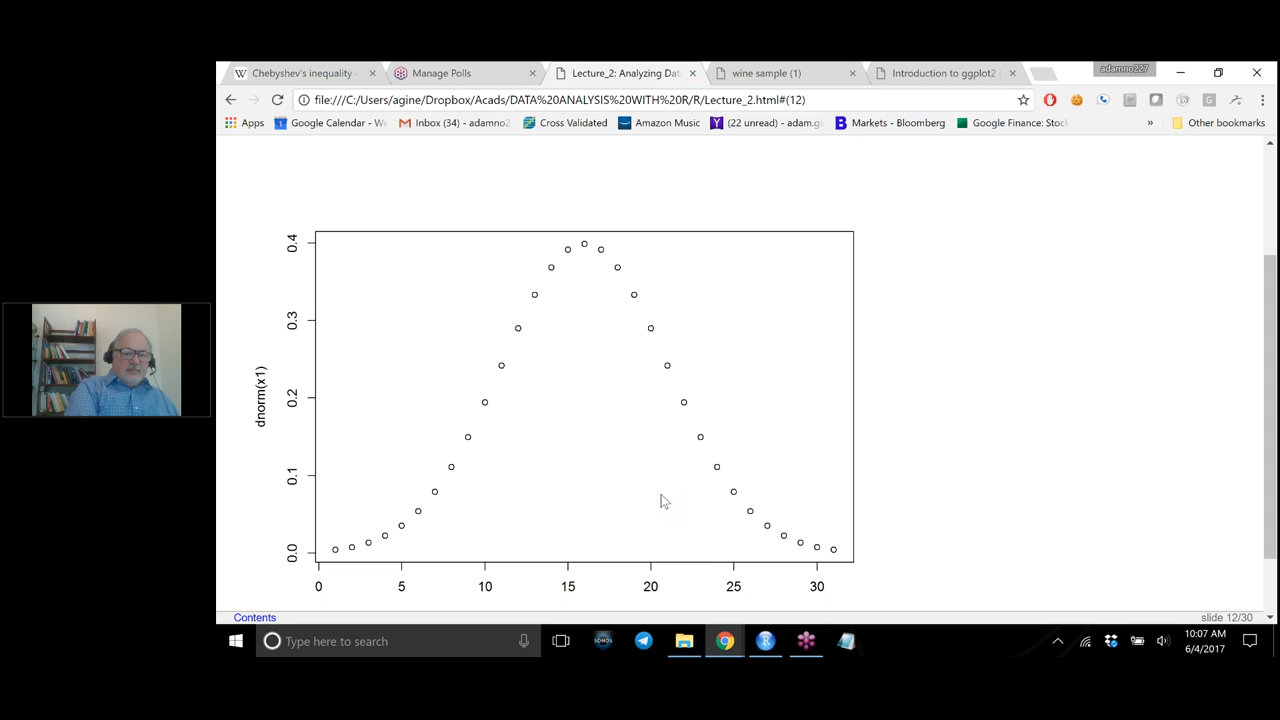 adamno227
W Chebyshev's inequality -
Manage Polls
Lecture_2: Analyzing Dat
wine sample (1)
Introduction to ggplot2 (
file:///C:/Users/agine/Dropbox/Acads/DATA%20ANALYSIS%20WITH%20R/R/Lecture_2.html#(12)
Apps
Google Calendar - We
Inbox (34) - adamno2
Cross Validated
Amazon Music
(22 unread) - adam.gi
Markets - Bloomberg
Google Finance: Stock
»
Other bookmarks
0.4
0.3
0.2
0.1
0.0
dnorm(x1)
0 5 10 15 20 25 30
Contents
slide 12/30
Type here to search
SONOS
10:07 AM
6/4/2017